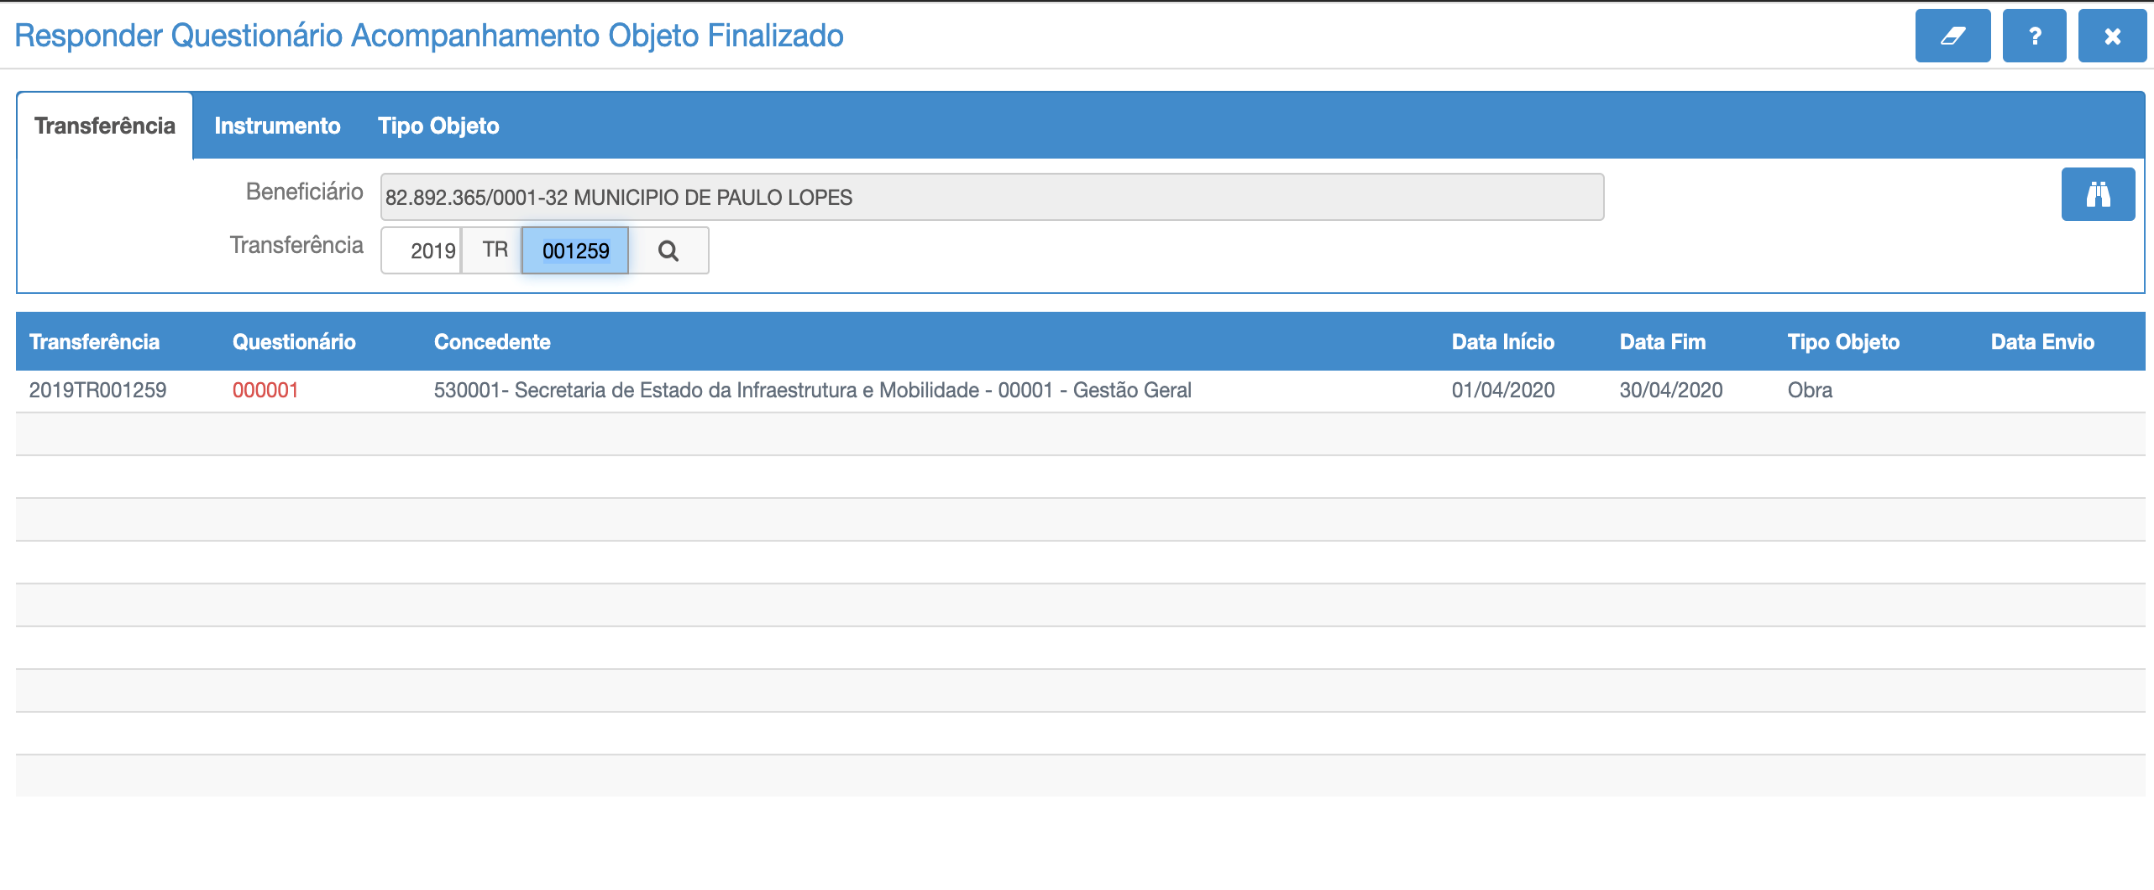 Responder Questionário Acompanhamento Objeto Finalizado ?
Transferência Instrumento Tipo Objeto
Beneficiário 82.892.365/0001-32 MUNICIPIO DE PAULO LOPES
Transferência 2019 TR 001259
Transferência Questionário Concedente Data Início Data Fim Tipo Objeto Data Envio
2019TR001259 000001 530001- Secretaria de Estado da Infraestrutura e Mobilidade - 00001 - Gestão Geral 01/04/2020 30/04/2020 Obra